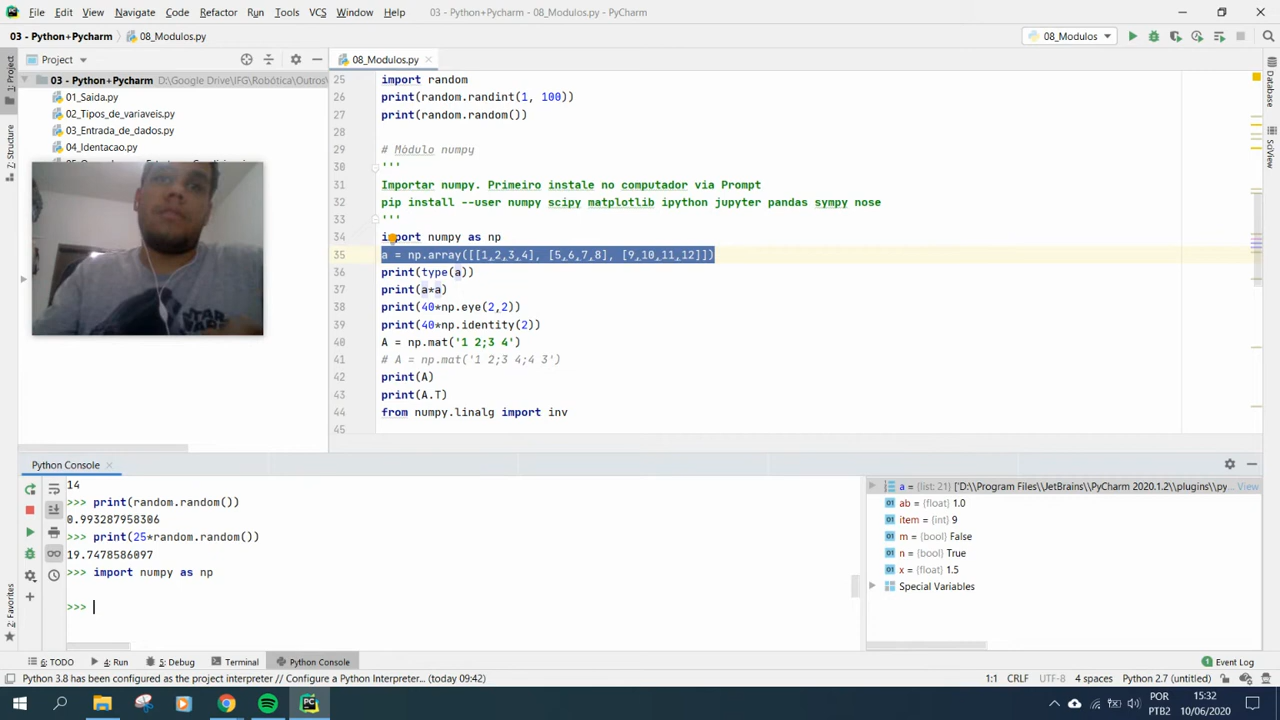 File Edit View Navigate Code Refactor Run Tools VCS Window Help 03 - Python+Pycharm - 08_Modulos.py - PyCharm
03 - Python+Pycharm 08_Modulos.py 08_Modulos
Project 08_Modulos.py
03 - Python+Pycharm D:\Google Drive\IFG\Robótica\Outros
01_Saida.py
02_Tipos_de_variaveis.py
03_Entrada_de_dados.py
04_Identacao.py
1: Project
7: Structure
2: Favorites
Database
SciView
25 import random
26 print(random.randint(1, 100))
27 print(random.random())
28
29 # Módulo numpy
30 '''
31 Importar numpy. Primeiro instale no computador via Prompt
32 pip install --user numpy scipy matplotlib ipython jupyter pandas sympy nose
33 '''
34 import numpy as np
35 a = np.array([[1,2,3,4], [5,6,7,8], [9,10,11,12]])
36 print(type(a))
37 print(a*a)
38 print(40*np.eye(2,2))
39 print(40*np.identity(2))
40 A = np.mat('1 2;3 4')
41 # A = np.mat('1 2;3 4;4 3')
42 print(A)
43 print(A.T)
44 from numpy.linalg import inv
45
Python Console
14
>>> print(random.random())
0.993287958306
>>> print(25*random.random())
19.7478586097
>>> import numpy as np
>>>
a = {list: 21} ['D:\\Program Files\\JetBrains\\PyCharm 2020.1.2\\plugins\\py... View
ab = {float} 1.0
item = {int} 9
m = {bool} False
n = {bool} True
x = {float} 1.5
Special Variables
6: TODO 4: Run 5: Debug Terminal Python Console Event Log
Python 3.8 has been configured as the project interpreter // Configure a Python Interpreter... (today 09:42) 1:1 CRLF UTF-8 4 spaces Python 2.7 (untitled)
POR 15:32
PTB2 10/06/2020